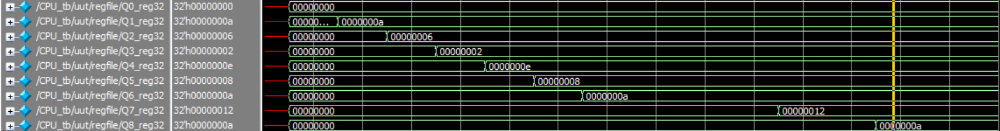 /CPU_tb/uut/regfile/Q0_reg32 32'h00000000 00000000
/CPU_tb/uut/regfile/Q1_reg32 32'h0000000a 00000... 0000000a
/CPU_tb/uut/regfile/Q2_reg32 32'h00000006 00000000 00000006
/CPU_tb/uut/regfile/Q3_reg32 32'h00000002 00000000 00000002
/CPU_tb/uut/regfile/Q4_reg32 32'h0000000e 00000000 0000000e
/CPU_tb/uut/regfile/Q5_reg32 32'h00000008 00000000 00000008
/CPU_tb/uut/regfile/Q6_reg32 32'h0000000a 00000000 0000000a
/CPU_tb/uut/regfile/Q7_reg32 32'h00000012 00000000 00000012
/CPU_tb/uut/regfile/Q8_reg32 32'h0000000a 00000000 0000000a